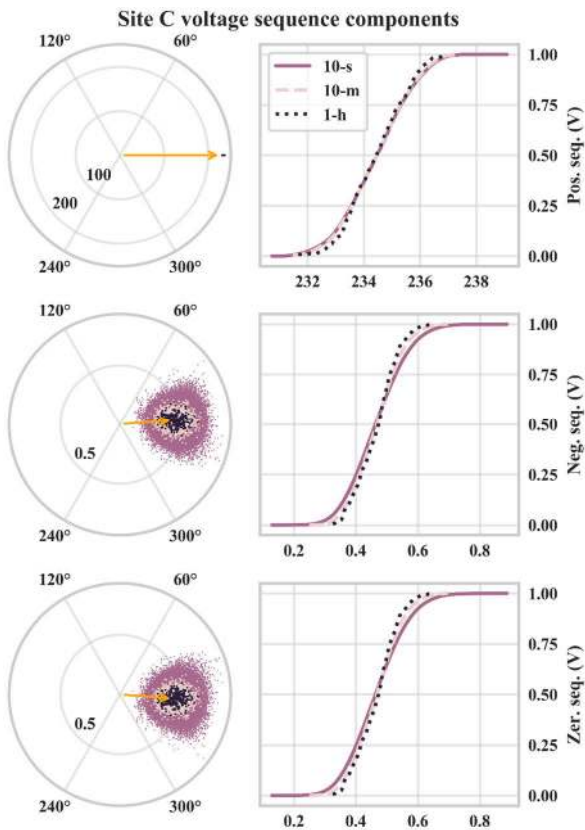 Site C voltage sequence components
120° 60°
100
200
240° 300°
10-s
10-m
1-h
1.00
0.75
0.50
0.25
0.00
232 234 236 238
Pos. seq. (V)
120° 60°
0.5
240° 300°
1.00
0.75
0.50
0.25
0.00
0.2 0.4 0.6 0.8
Neg. seq. (V)
120° 60°
0.5
240° 300°
1.00
0.75
0.50
0.25
0.00
0.2 0.4 0.6 0.8
Zer. seq. (V)